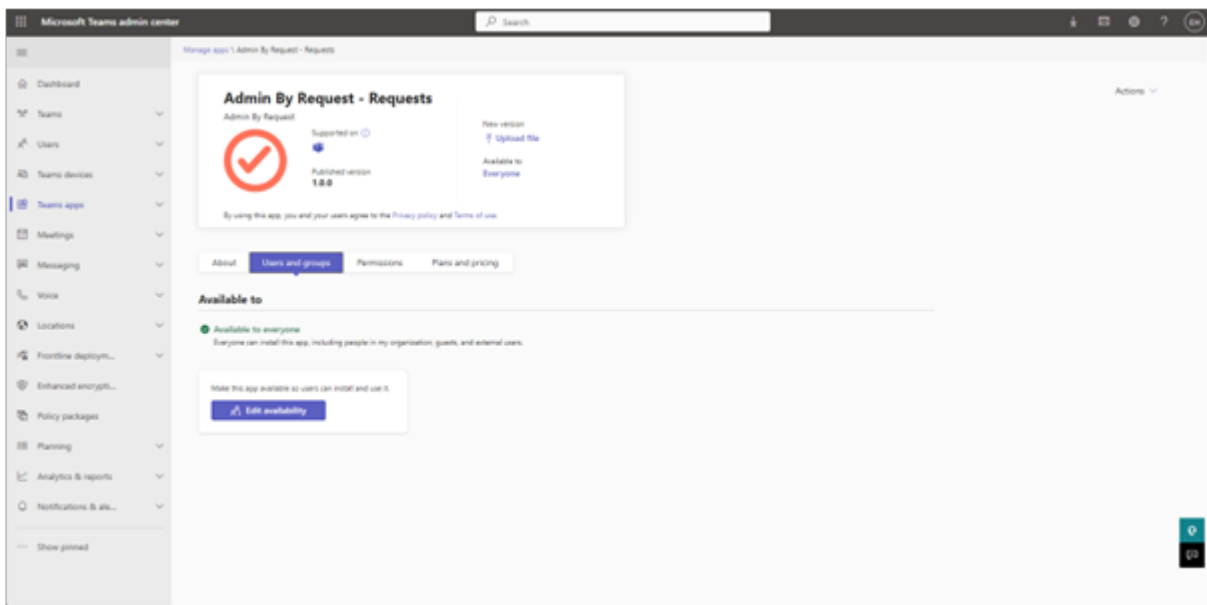 Microsoft Teams admin center
Search
EH
Manage apps \ Admin By Request - Requests
Dashboard
Teams
Users
Teams devices
Teams apps
Meetings
Messaging
Voice
Locations
Frontline deploym...
Enhanced encrypti...
Policy packages
Planning
Analytics & reports
Notifications & ale...
Show pinned
Actions
Admin By Request - Requests
Admin By Request
Supported on
Published version
1.0.0
New version
Upload file
Available to
Everyone
By using this app, you and your users agree to the Privacy policy and Terms of use.
About Users and groups Permissions Plans and pricing
Available to
Available to everyone
Everyone can install this app, including people in my organization, guests, and external users.
Make this app available so users can install and use it.
Edit availability